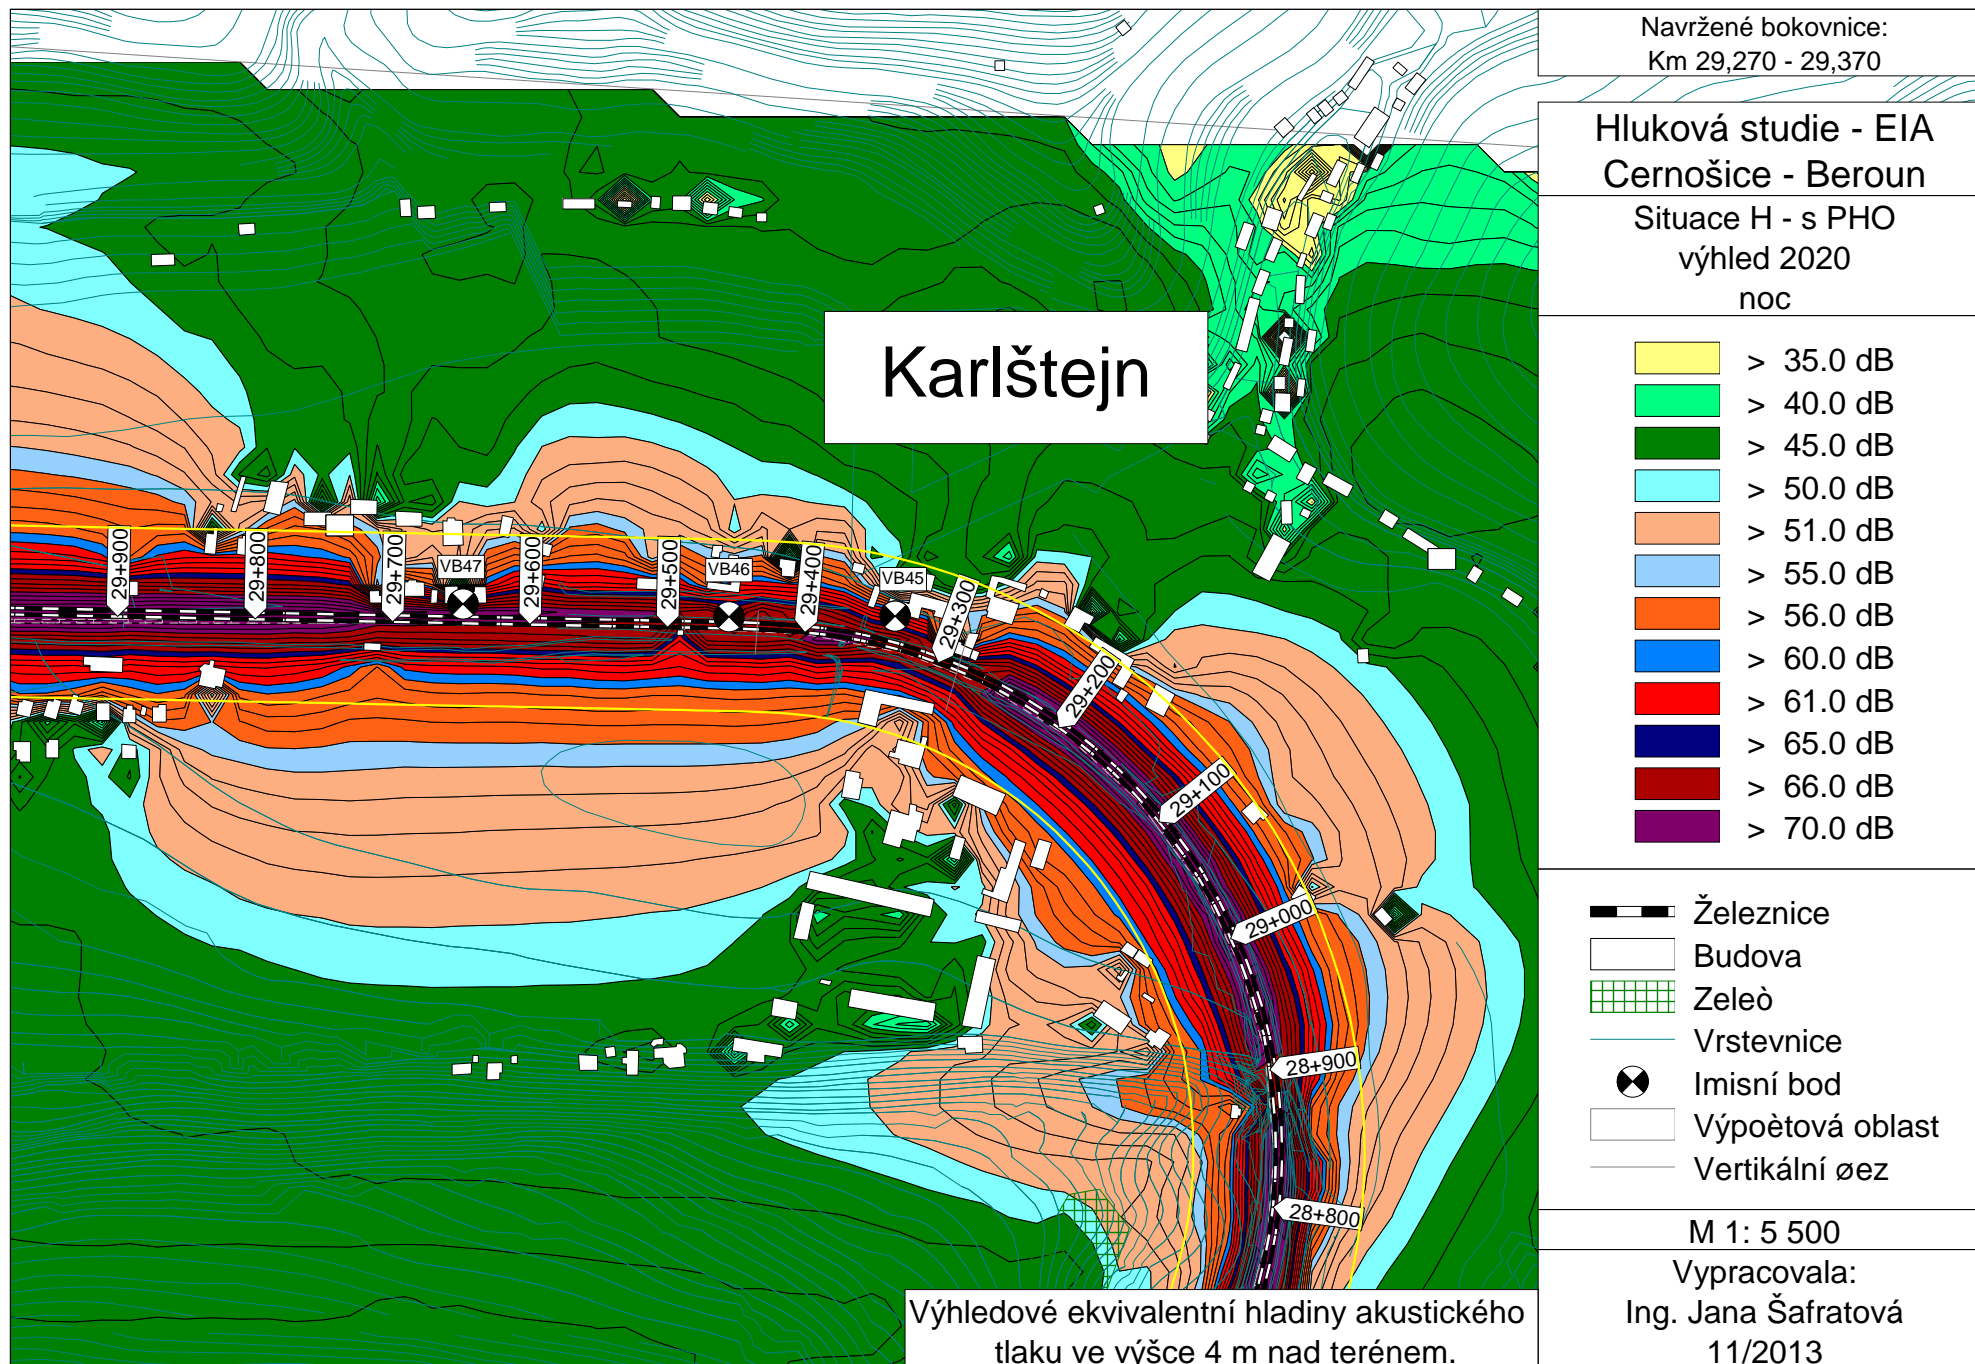 Navržené bokovnice:
Km 29,270 - 29,370
Hluková studie - EIA
Cernošice - Beroun
Situace H - s PHO
výhled 2020
noc
> 35.0 dB
> 40.0 dB
> 45.0 dB
> 50.0 dB
> 51.0 dB
> 55.0 dB
> 56.0 dB
> 60.0 dB
> 61.0 dB
> 65.0 dB
> 66.0 dB
> 70.0 dB
Železnice
Budova
Zeleò
Vrstevnice
Imisní bod
Výpoètová oblast
Vertikální øez
M 1: 5 500
Vypracovala:
Ing. Jana Šafratová
11/2013
Karlštejn
29+900
29+800
29+700
VB47
29+600
29+500
VB46
29+400
VB45
29+300
29+200
29+100
29+000
28+900
28+800
Výhledové ekvivalentní hladiny akustického
tlaku ve výšce 4 m nad terénem.